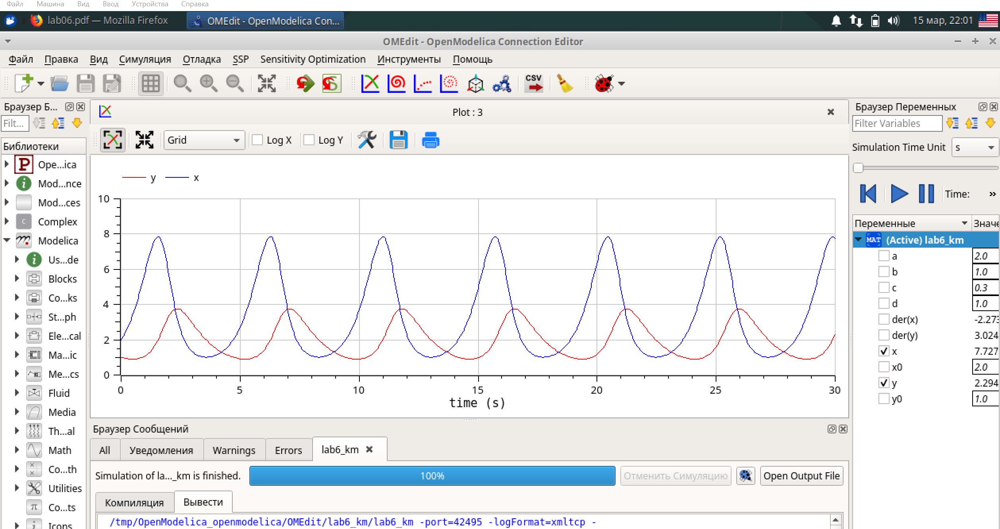 Файл Машина Вид Ввод Устройства Справка
lab06.pdf — Mozilla Firefox OMEdit - OpenModelica Con... 15 мар, 22:01
OMEdit - OpenModelica Connection Editor
Файл Правка Вид Симуляция Отладка SSP Sensitivity Optimization Инструменты Помощь
CSV
Браузер Б...
Filt...
Библиотеки
P Ope...ica
i Mod...nce
Mod...ces
C Complex
Modelica
i Us...de
Blocks
Co...ks
St...ph
Ele...cal
Ma...ic
Me...cs
Fluid
Media
Th...al
Math
Co...th
Utilities
π Co...ts
i Icons
Plot : 3
Grid Log X Log Y
y x
10
8
6
4
2
0
0 5 10 15 20 25 30
time (s)
Браузер Сообщений
All Уведомления Warnings Errors lab6_km
Simulation of la..._km is finished. 100% Отменить Симуляцию Open Output File
Компиляция Вывести
/tmp/OpenModelica_openmodelica/OMEdit/lab6_km/lab6_km -port=42495 -logFormat=xmltcp -
Браузер Переменных
Filter Variables
Simulation Time Unit s
Time: »
Переменные Значе
MAT (Active) lab6_km
a 2.0
b 1.0
c 0.3
d 1.0
der(x) -2.273
der(y) 3.024
x 7.727
x0 2.0
y 2.294
y0 1.0